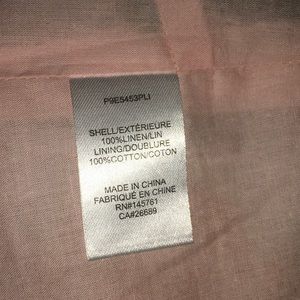 P9E5453PLI
SHELL/EXTÉRIEURE
100%LINEN/LIN
LINING/DOUBLURE
100%COTTON/COTON
MADE IN CHINA
FABRIQUÉ EN CHINE
RN#145761
CA#26689